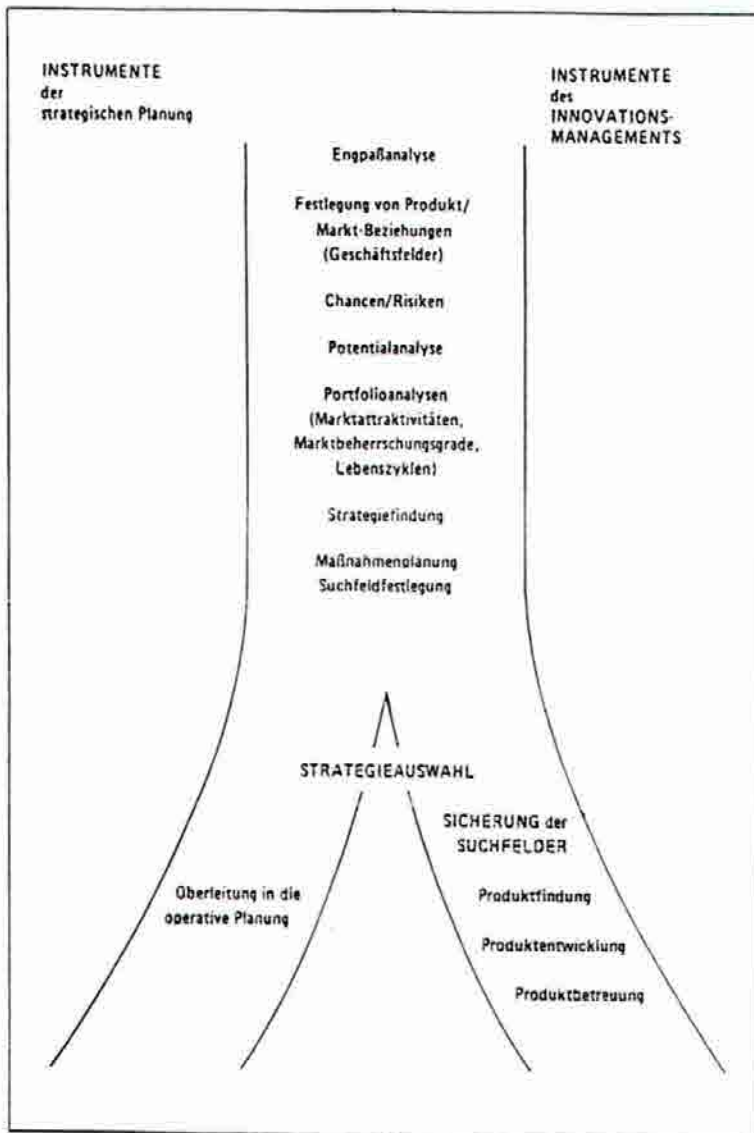 INSTRUMENTE
der
strategischen Planung
INSTRUMENTE
des
INNOVATIONS-
MANAGEMENTS
Engpaßanalyse
Festlegung von Produkt/
Markt-Beziehungen
(Geschäftsfelder)
Chancen/Risiken
Potentialanalyse
Portfolioanalysen
(Marktattraktivitäten,
Marktbeherrschungsgrade,
Lebenszyklen)
Strategiefindung
Maßnahmenplanung
Suchfeldfestlegung
STRATEGIEAUSWAHL
SICHERUNG der
SUCHFELDER
Überleitung in die
operative Planung
Produktfindung
Produktentwicklung
Produktbetreuung